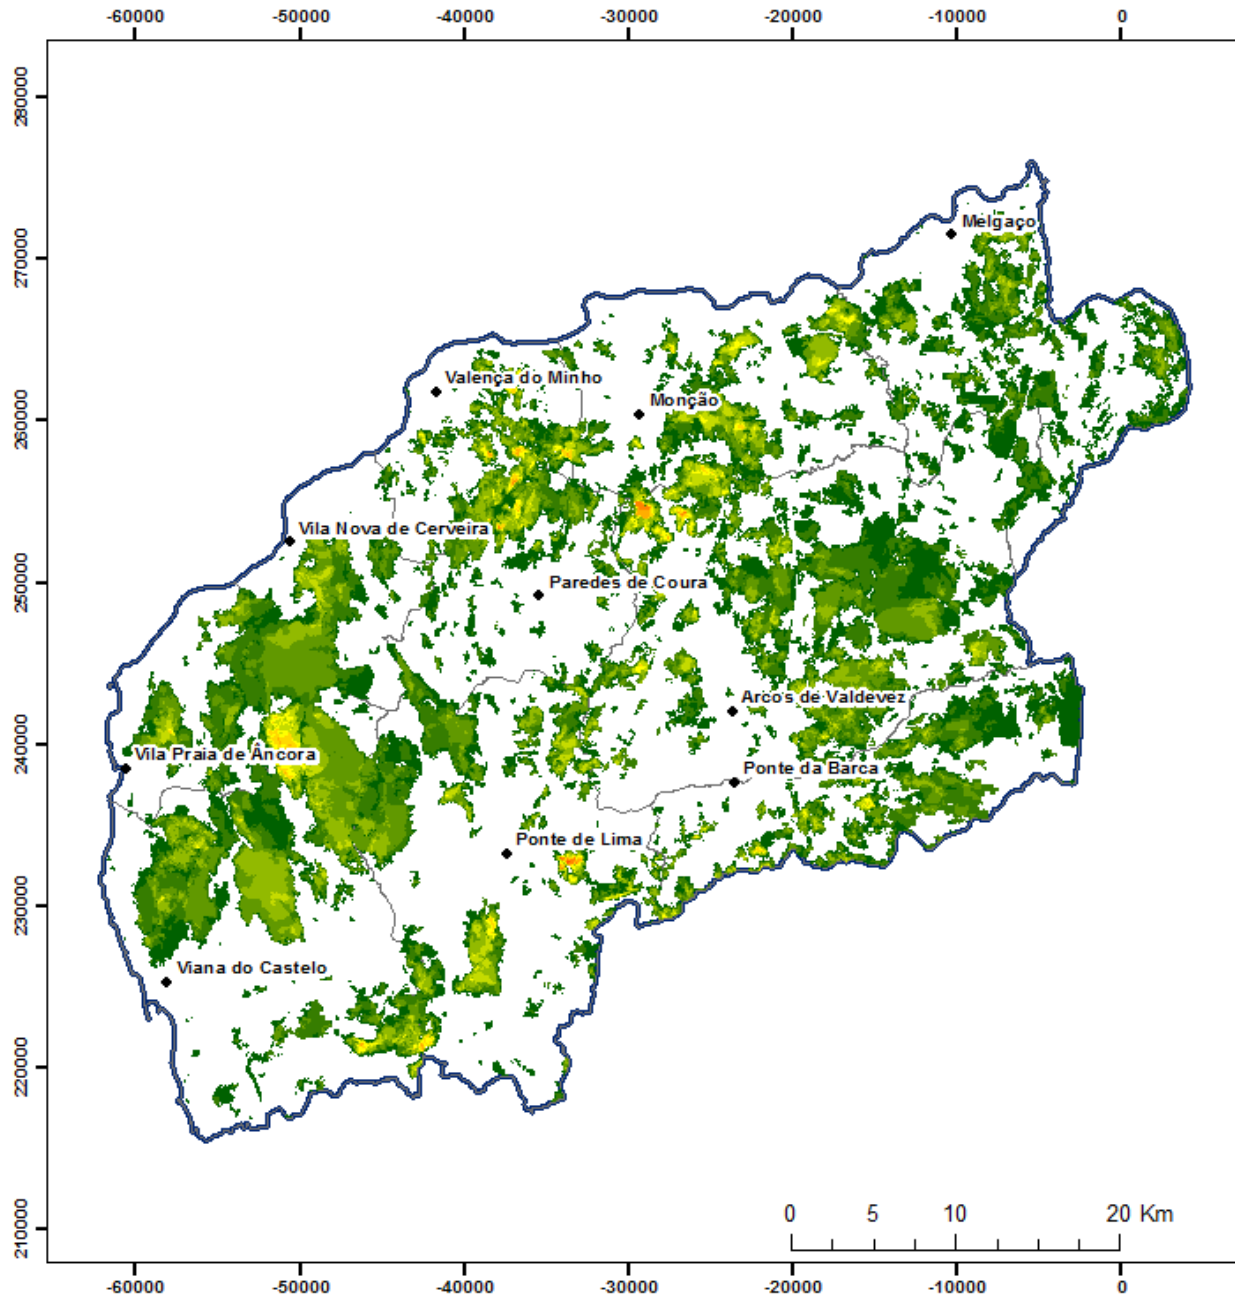 -60000 -50000 -40000 -30000 -20000 -10000 0
280000
270000
260000
250000
240000
230000
220000
210000
Melgaço
Valença do Minho
Monção
Vila Nova de Cerveira
Paredes de Coura
Arcos de Valdevez
Vila Praia de Âncora
Ponte da Barca
Ponte de Lima
Viana do Castelo
0 5 10 20 Km
-60000 -50000 -40000 -30000 -20000 -10000 0